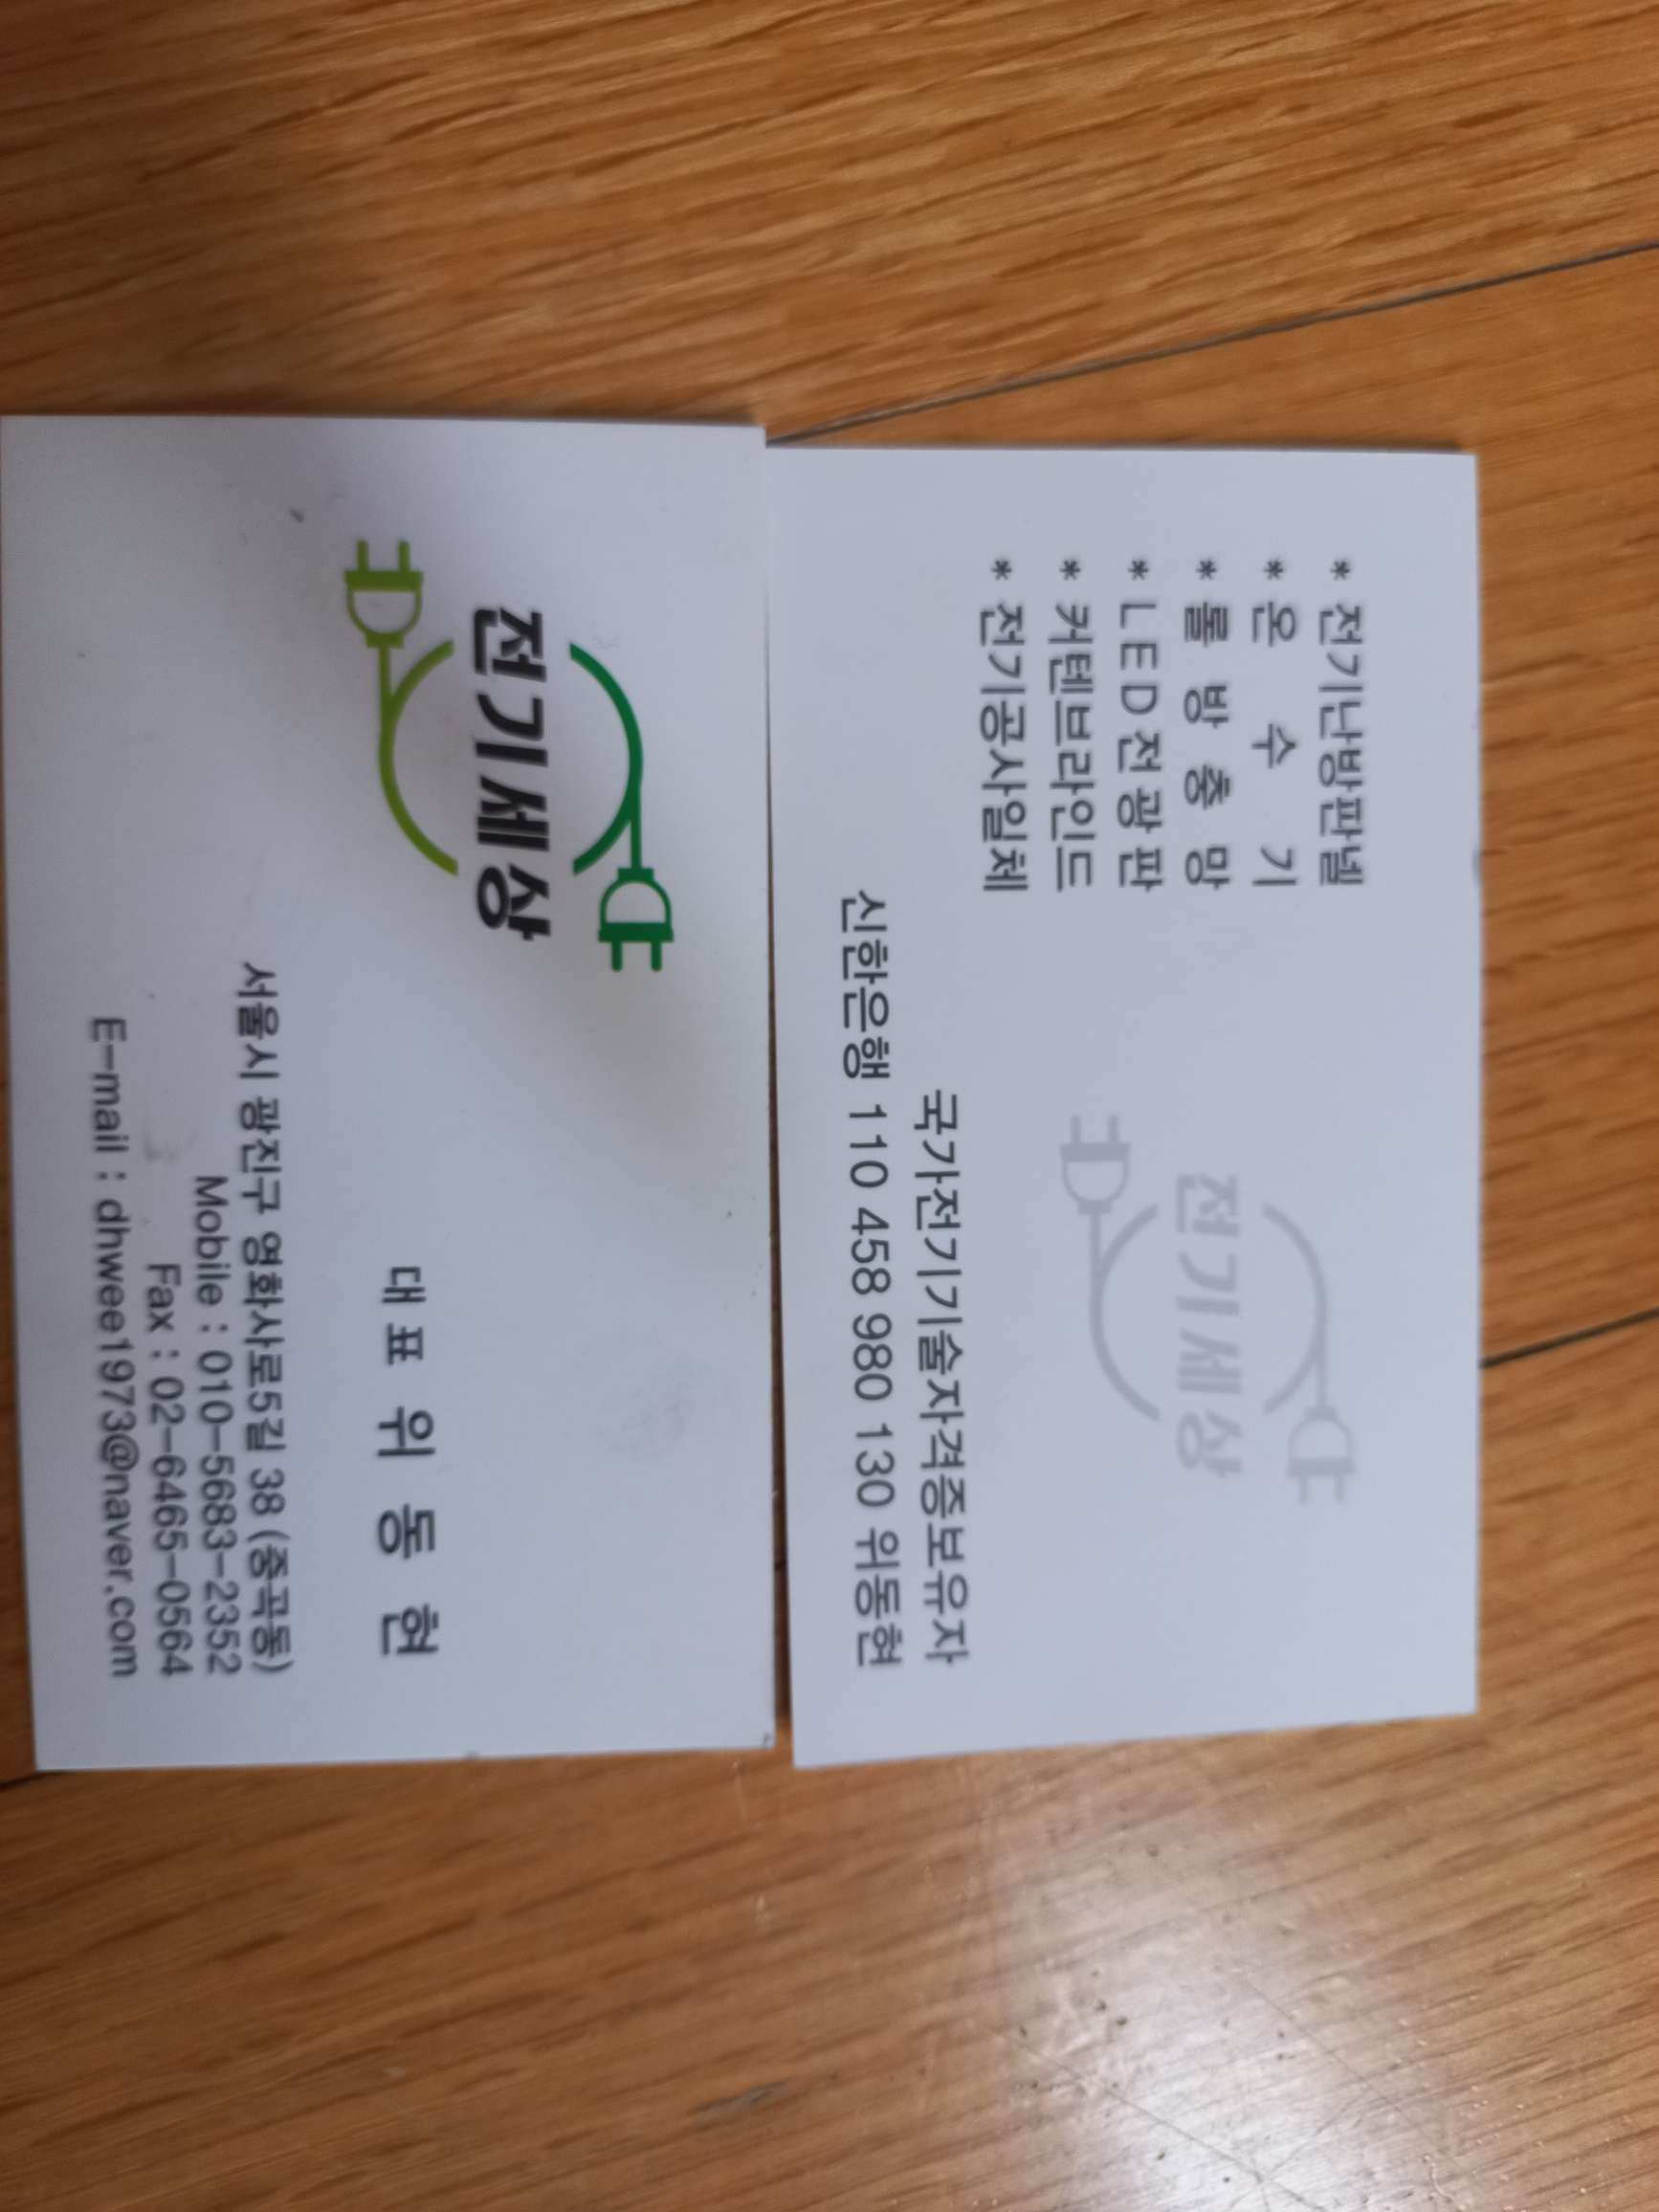 * 전기난방판넬
* 온 수 기
* 롤 방 충 망
* LED전광판
* 커텐브라인드
* 전기공사일체
전기세상
국가전기기술자격증보유자
신한은행 110 458 980 130 위동현
전기세상
대표 위동현
서울시 광진구 영화사로5길 38 (중곡동)
Mobile : 010-5683-2352
Fax : 02-6465-0564
E-mail : dhwee1973@naver.com